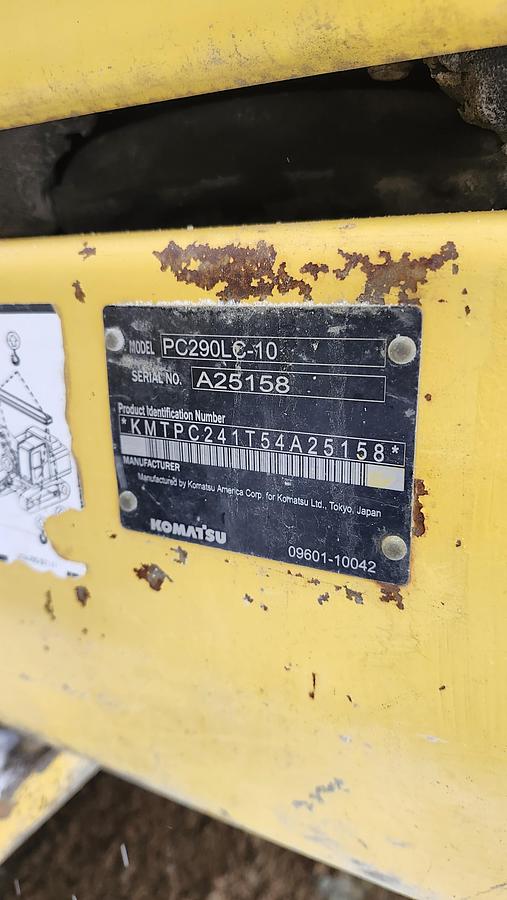 MODEL PC290LC-10
SERIAL NO. A25158
Product Identification Number
*KMTPC241T54A25158*
MANUFACTURER
Manufactured by Komatsu America Corp. for Komatsu Ltd., Tokyo, Japan
KOMATSU
09601-10042